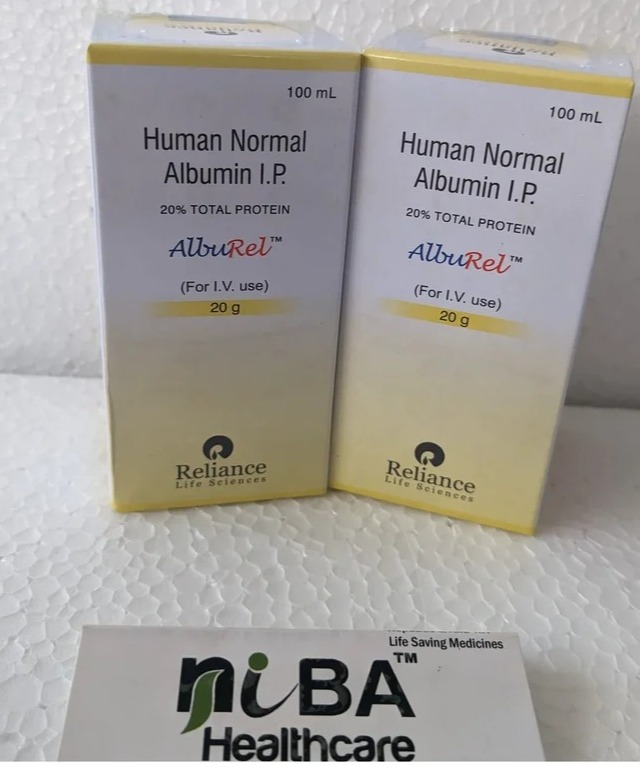 100 mL
Human Normal
Albumin I.P.
20% TOTAL PROTEIN
AlbuRel™
(For I.V. use)
20 g
Reliance
Life Sciences
Reliance
100 mL
Human Normal
Albumin I.P.
20% TOTAL PROTEIN
AlbuRel™
(For I.V. use)
20 g
Reliance
Life Sciences
Life Saving Medicines
niBA™
Healthcare